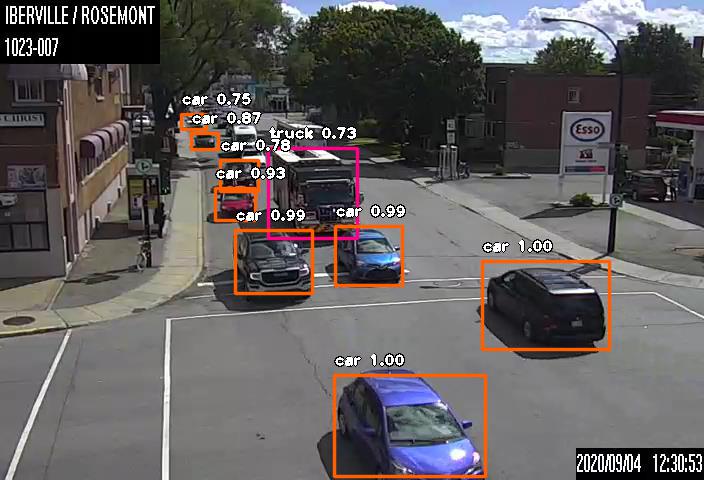 IBERVILLE / ROSEMONT
1023-007
car 0.75
car 0.87
car 0.78
truck 0.73
car 0.93
car 0.99
car 0.99
car 1.00
car 1.00
CHRIST
Esso
2020/09/04 12:30:53